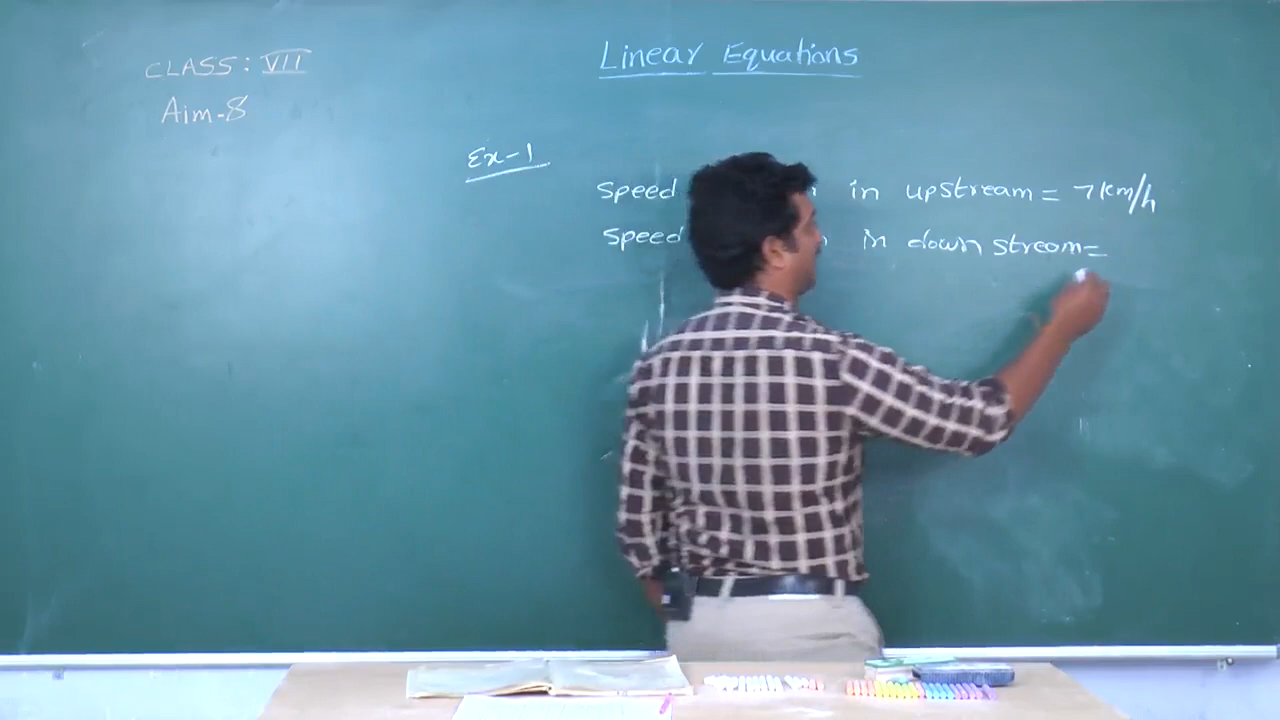 CLASS: VII
Aim-8
Linear Equations
Ex-1
Speed in upstream = 7km/h
Speed in down stream=